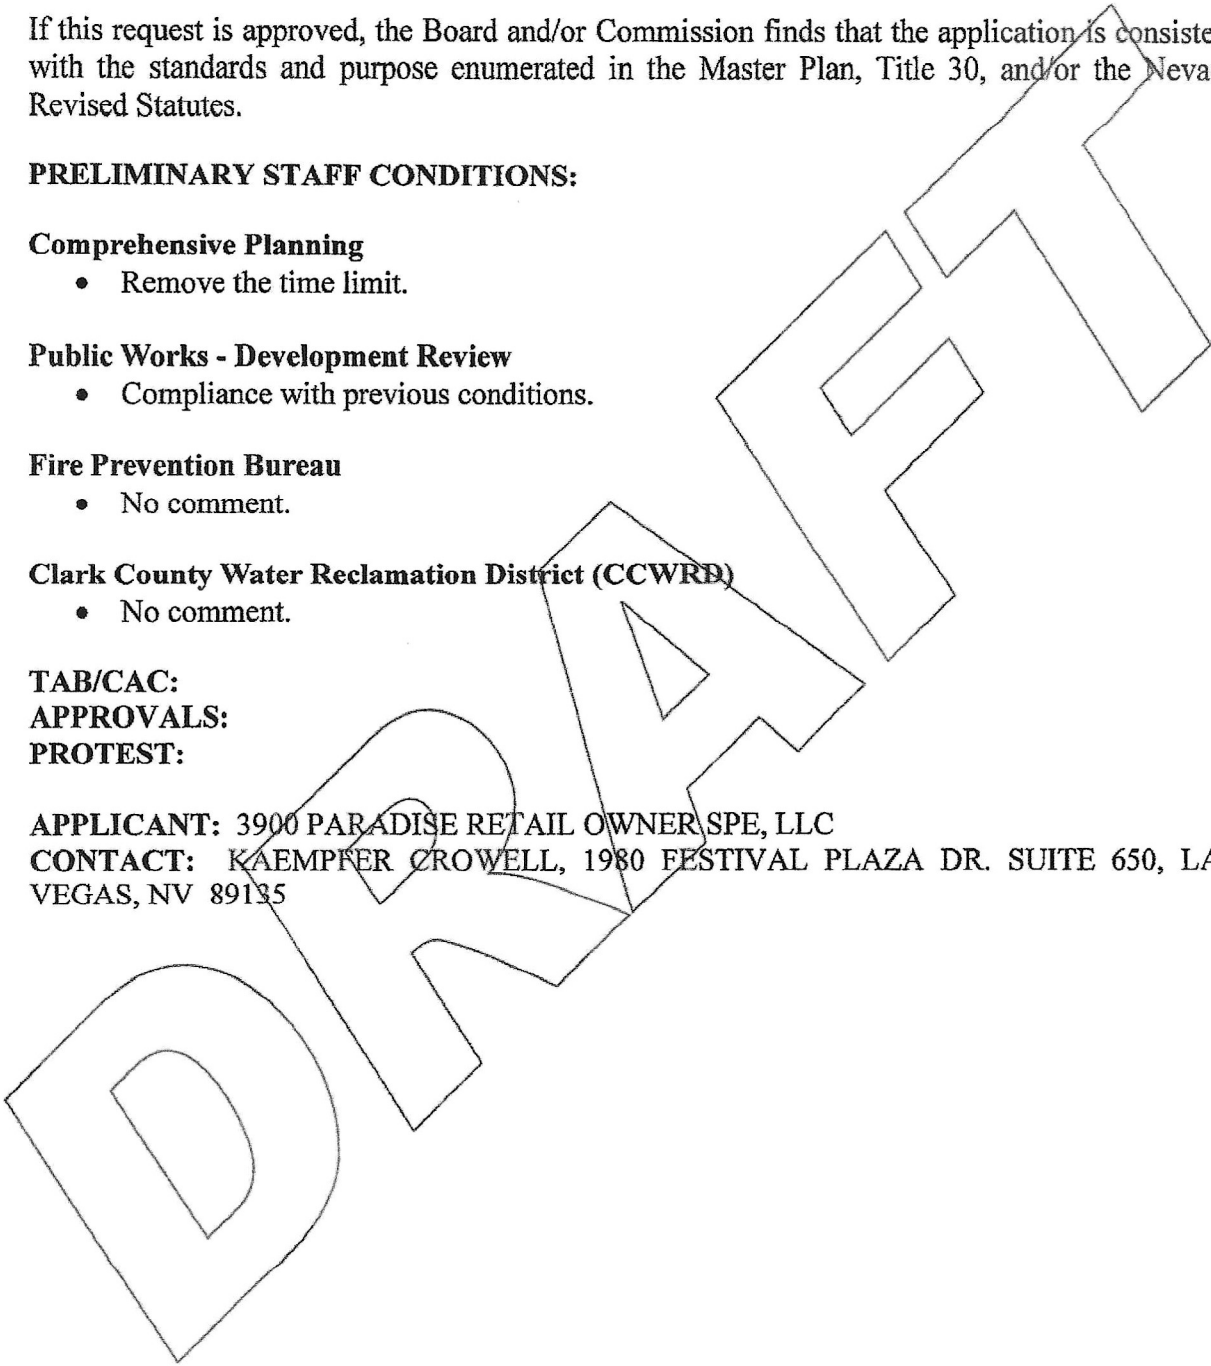 If this request is approved, the Board and/or Commission finds that the application is consiste
with the standards and purpose enumerated in the Master Plan, Title 30, and/or the Neva
Revised Statutes.
PRELIMINARY STAFF CONDITIONS:
Comprehensive Planning
• Remove the time limit.
Public Works - Development Review
• Compliance with previous conditions.
Fire Prevention Bureau
• No comment.
Clark County Water Reclamation District (CCWRD)
• No comment.
TAB/CAC:
APPROVALS:
PROTEST:
APPLICANT: 3900 PARADISE RETAIL OWNER SPE, LLC
CONTACT: KAEMPFER CROWELL, 1980 FESTIVAL PLAZA DR. SUITE 650, LA
VEGAS, NV 89135
DRAFT